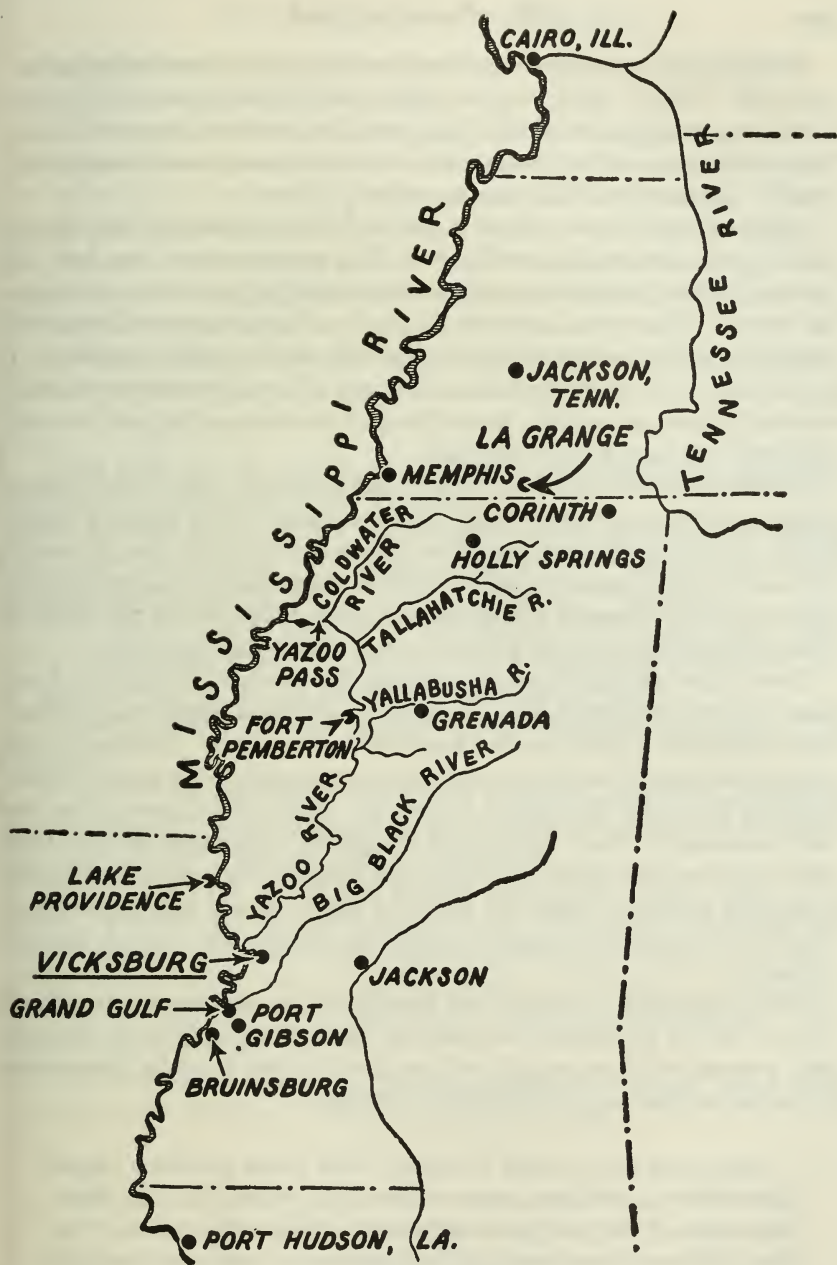 CAIRO, ILL.
TENNESSEE RIVER
MISSISSIPPI RIVER
JACKSON,
TENN.
LA GRANGE
MEMPHIS
CORINTH
COLDWATER
RIVER
HOLLY SPRINGS
TALLAHATCHIE R.
YAZOO
PASS
YALLABUSHA R.
FORT
PEMBERTON
GRENADA
YAZOO RIVER
BIG BLACK RIVER
LAKE
PROVIDENCE
VICKSBURG
JACKSON
GRAND GULF
PORT
GIBSON
BRUINSBURG
PORT HUDSON, LA.